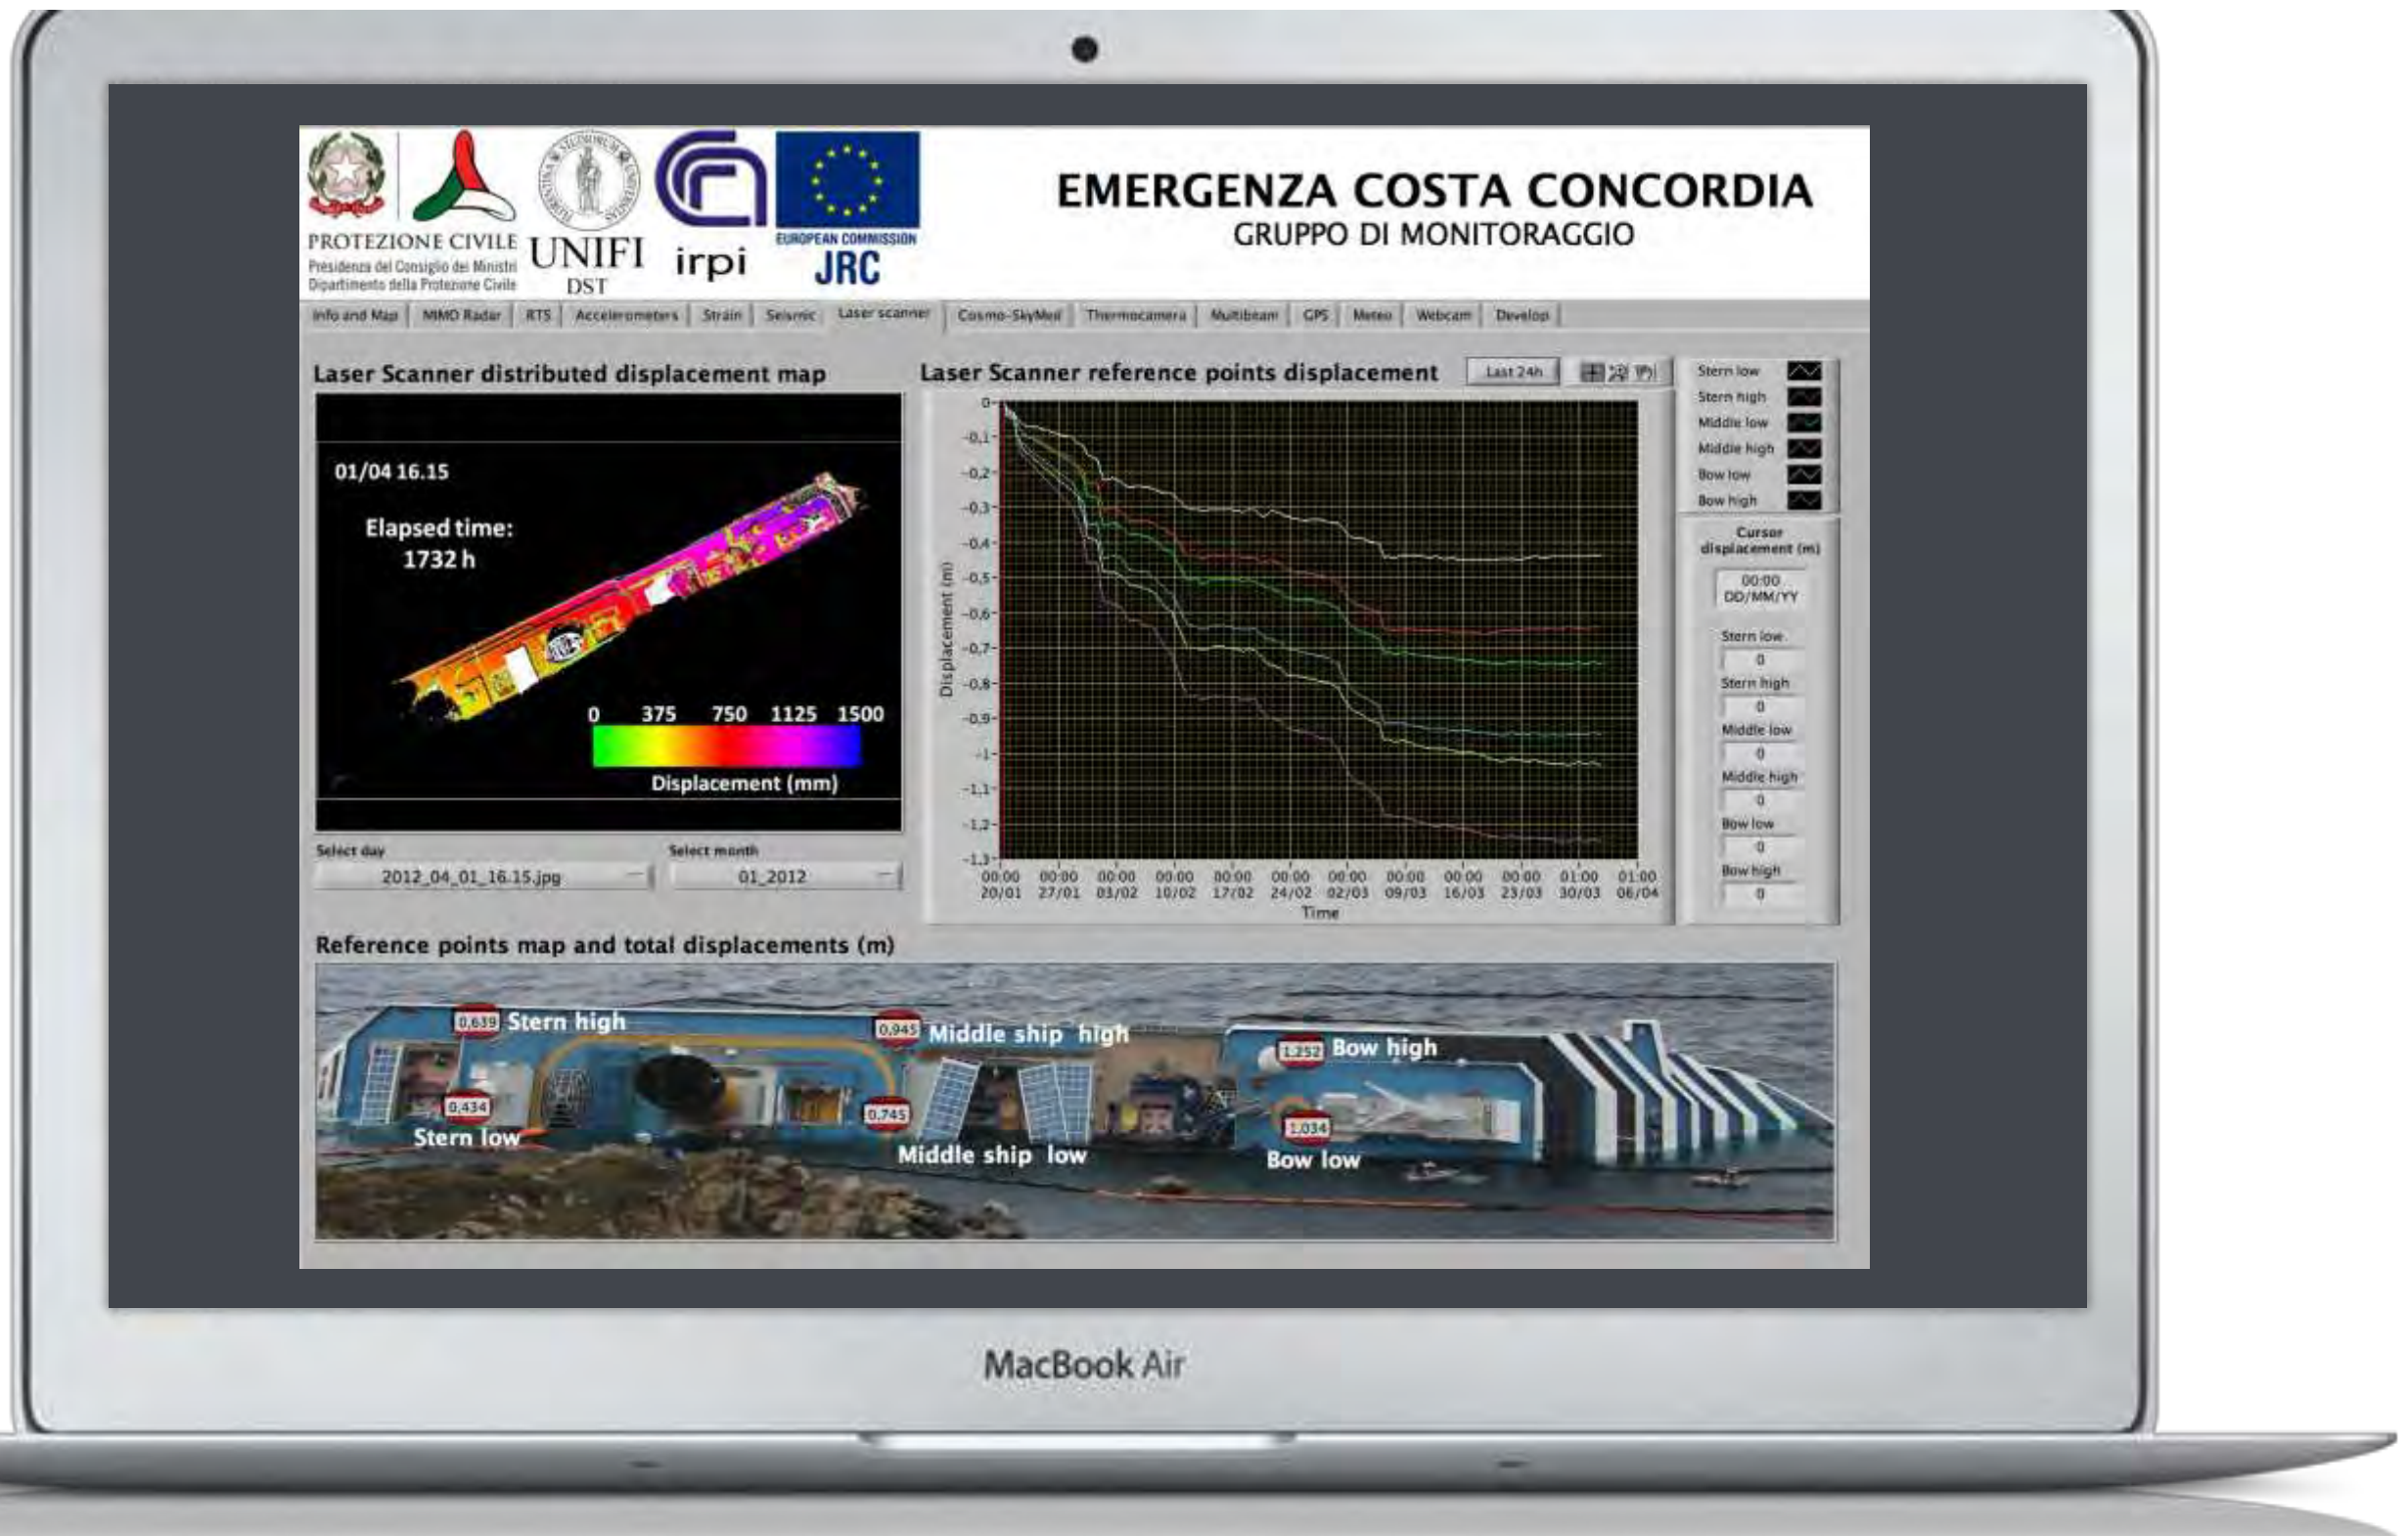 PROTEZIONE CIVILE
Presidenza del Consiglio dei Ministri
Dipartimento della Protezione Civile
UNIFI
DST
irpi
EUROPEAN COMMISSION
JRC
EMERGENZA COSTA CONCORDIA
GRUPPO DI MONITORAGGIO
Info and Map MIMO Radar RTS Accelerometers Strain Seismic Laser scanner Cosmo-SkyMed Thermocamera Multibeam GPS Meteo Webcam Develop
Laser Scanner distributed displacement map
01/04 16.15
Elapsed time:
1732 h
0 375 750 1125 1500
Displacement (mm)
Select day
Select month
2012_04_01_16.15.jpg
01_2012
Laser Scanner reference points displacement
Last 24h
0
-0,1
-0,2
-0,3
-0,4
-0,5
-0,6
-0,7
-0,8
-0,9
-1
-1,1
-1,2
-1,3
Displacement (m)
00:00 00:00 00:00 00:00 00:00 00:00 00:00 00:00 00:00 00:00 01:00 01:00
20/01 27/01 03/02 10/02 17/02 24/02 02/03 09/03 16/03 23/03 30/03 06/04
Time
Stern low
Stern high
Middle low
Middle high
Bow low
Bow high
Cursor
displacement (m)
00:00
DD/MM/YY
Stern low
0
Stern high
0
Middle low
0
Middle high
0
Bow low
0
Bow high
0
Reference points map and total displacements (m)
0,639 Stern high
0,945 Middle ship high
1.252 Bow high
0,434
Stern low
0,745
Middle ship low
1.034
Bow low
MacBook Air